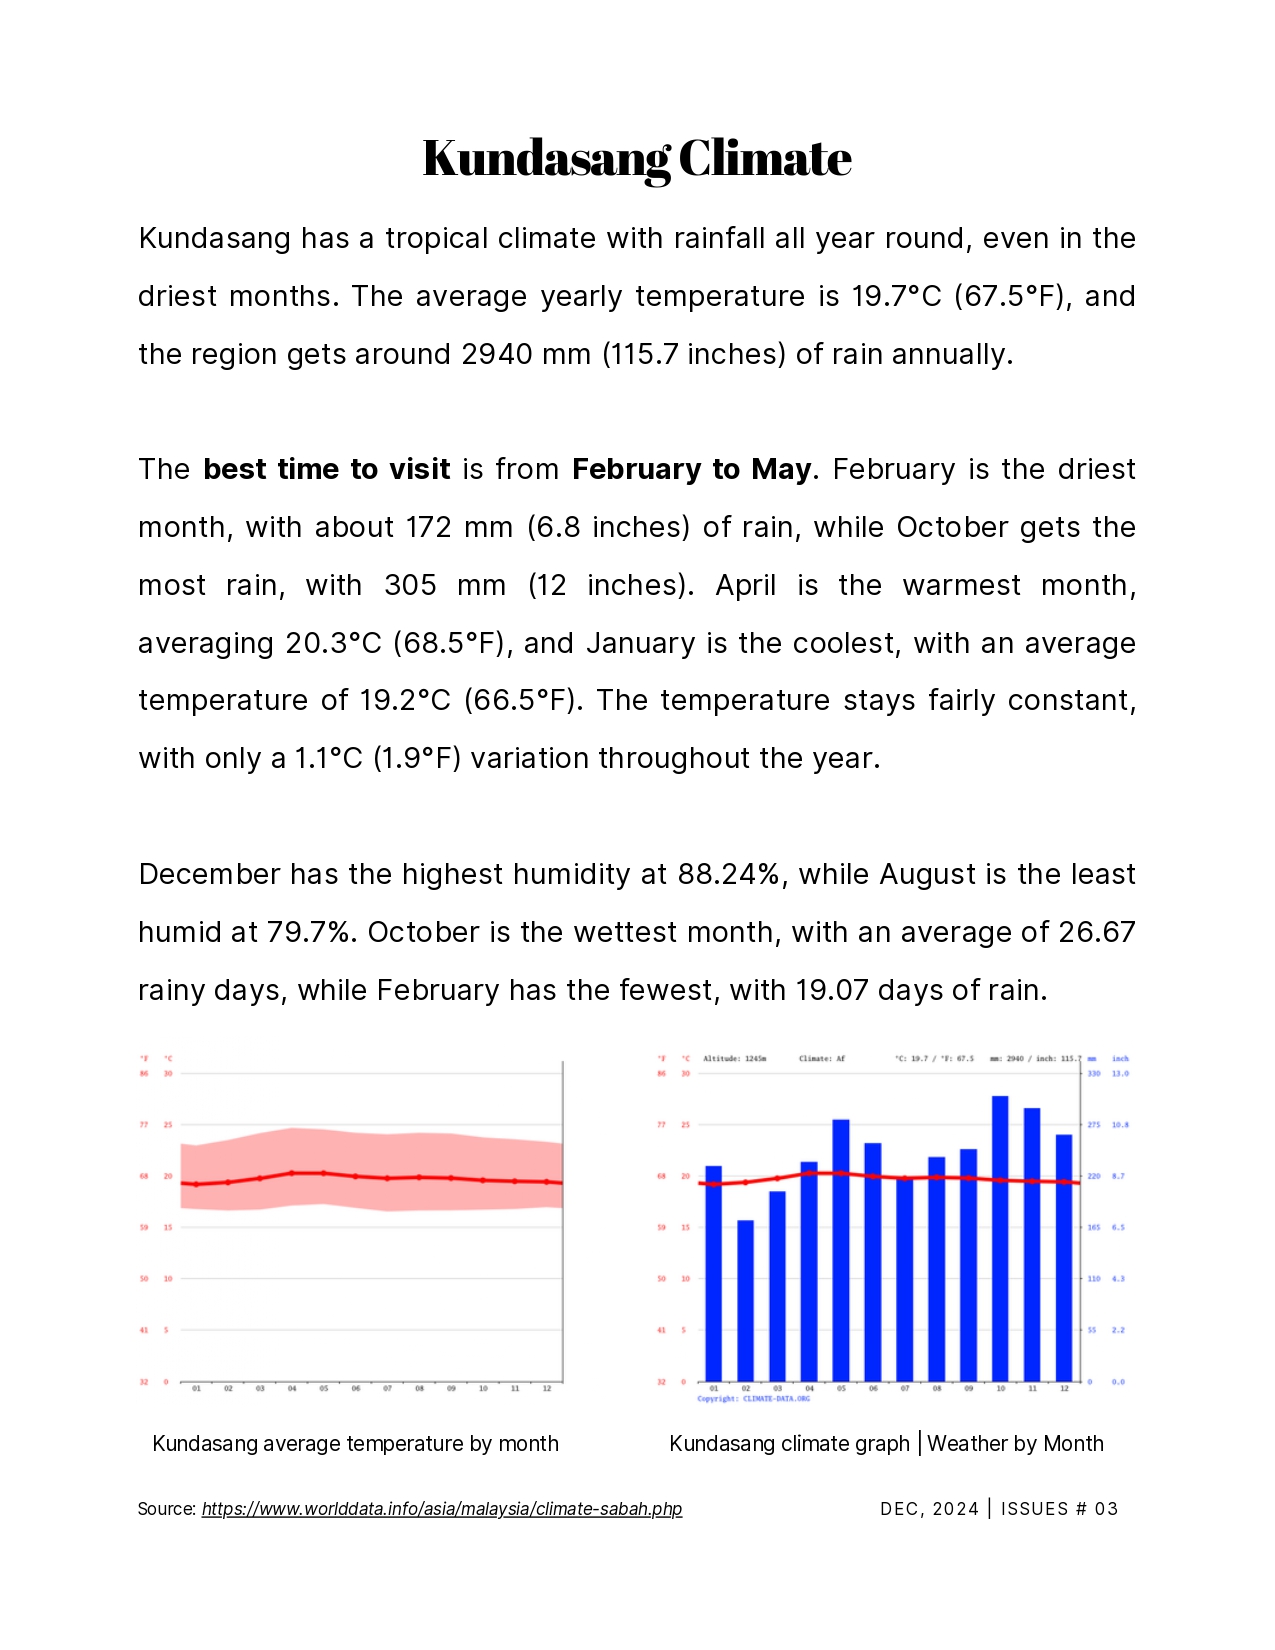 Kundasang Climate
Kundasang has a tropical climate with rainfall all year round, even in the
driest months. The average yearly temperature is 19.7°C (67.5°F), and
the region gets around 2940 mm (115.7 inches) of rain annually.
The best time to visit is from February to May. February is the driest
month, with about 172 mm (6.8 inches) of rain, while October gets the
most rain, with 305 mm (12 inches). April is the warmest month,
averaging 20.3°C (68.5°F), and January is the coolest, with an average
temperature of 19.2°C (66.5°F). The temperature stays fairly constant,
with only a 1.1°C (1.9°F) variation throughout the year.
December has the highest humidity at 88.24%, while August is the least
humid at 79.7%. October is the wettest month, with an average of 26.67
rainy days, while February has the fewest, with 19.07 days of rain.
°F °C
86 30
77 25
68 20
59 15
50 10
41 5
32 0
01 02 03 04 05 06 07 08 09 10 11 12
Kundasang average temperature by month
°F °C Altitude: 1245m Climate: Af °C: 19.7 / °F: 67.5 mm: 2940 / inch: 115.7 mm inch
86 30 330 13.0
77 25 275 10.8
68 20 220 8.7
59 15 165 6.5
50 10 110 4.3
41 5 55 2.2
32 0 0 0.0
01 02 03 04 05 06 07 08 09 10 11 12
Copyright: CLIMATE-DATA.ORG
Kundasang climate graph | Weather by Month
Source: https://www.worlddata.info/asia/malaysia/climate-sabah.php
DEC, 2024 | ISSUES # 03